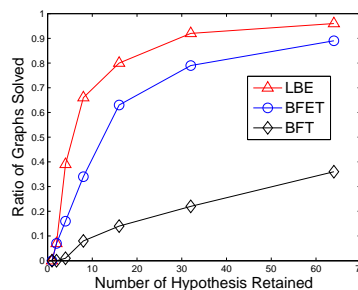 Ratio of Graphs Solved
1
0.9
0.8
0.7
0.6
0.5
0.4
0.3
0.2
0.1
0
LBE
BFET
BFT
0 10 20 30 40 50 60 7
Number of Hypothesis Retained